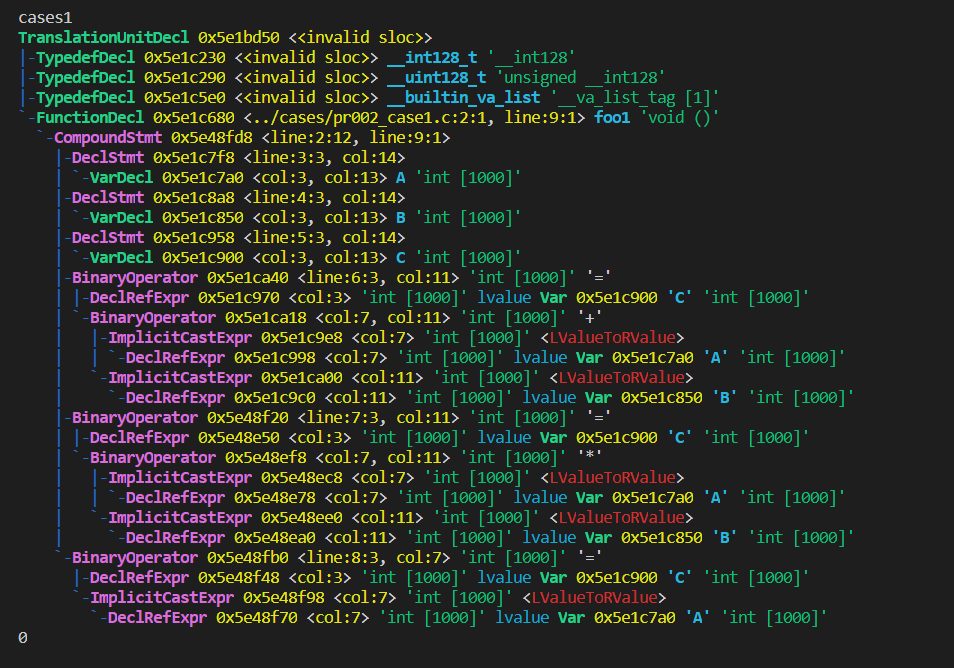 cases1
TranslationUnitDecl 0x5e1bd50 <<invalid sloc>>
|-TypedefDecl 0x5e1c230 <<invalid sloc>> __int128_t '__int128'
|-TypedefDecl 0x5e1c290 <<invalid sloc>> __uint128_t 'unsigned __int128'
|-TypedefDecl 0x5e1c5e0 <<invalid sloc>> __builtin_va_list '__va_list_tag [1]'
`-FunctionDecl 0x5e1c680 <../cases/pr002_case1.c:2:1, line:9:1> foo1 'void ()'
  `-CompoundStmt 0x5e48fd8 <line:2:12, line:9:1>
    |-DeclStmt 0x5e1c7f8 <line:3:3, col:14>
    | `-VarDecl 0x5e1c7a0 <col:3, col:13> A 'int [1000]'
    |-DeclStmt 0x5e1c8a8 <line:4:3, col:14>
    | `-VarDecl 0x5e1c850 <col:3, col:13> B 'int [1000]'
    |-DeclStmt 0x5e1c958 <line:5:3, col:14>
    | `-VarDecl 0x5e1c900 <col:3, col:13> C 'int [1000]'
    |-BinaryOperator 0x5e1ca40 <line:6:3, col:11> 'int [1000]' '='
    | |-DeclRefExpr 0x5e1c970 <col:3> 'int [1000]' lvalue Var 0x5e1c900 'C' 'int [1000]'
    | `-BinaryOperator 0x5e1ca18 <col:7, col:11> 'int [1000]' '+'
    |   |-ImplicitCastExpr 0x5e1c9e8 <col:7> 'int [1000]' <LValueToRValue>
    |   | `-DeclRefExpr 0x5e1c998 <col:7> 'int [1000]' lvalue Var 0x5e1c7a0 'A' 'int [1000]'
    |   `-ImplicitCastExpr 0x5e1ca00 <col:11> 'int [1000]' <LValueToRValue>
    |     `-DeclRefExpr 0x5e1c9c0 <col:11> 'int [1000]' lvalue Var 0x5e1c850 'B' 'int [1000]'
    |-BinaryOperator 0x5e48f20 <line:7:3, col:11> 'int [1000]' '='
    | |-DeclRefExpr 0x5e48e50 <col:3> 'int [1000]' lvalue Var 0x5e1c900 'C' 'int [1000]'
    | `-BinaryOperator 0x5e48ef8 <col:7, col:11> 'int [1000]' '*'
    |   |-ImplicitCastExpr 0x5e48ec8 <col:7> 'int [1000]' <LValueToRValue>
    |   | `-DeclRefExpr 0x5e48e78 <col:7> 'int [1000]' lvalue Var 0x5e1c7a0 'A' 'int [1000]'
    |   `-ImplicitCastExpr 0x5e48ee0 <col:11> 'int [1000]' <LValueToRValue>
    |     `-DeclRefExpr 0x5e48ea0 <col:11> 'int [1000]' lvalue Var 0x5e1c850 'B' 'int [1000]'
    `-BinaryOperator 0x5e48fb0 <line:8:3, col:7> 'int [1000]' '='
      |-DeclRefExpr 0x5e48f48 <col:3> 'int [1000]' lvalue Var 0x5e1c900 'C' 'int [1000]'
      `-ImplicitCastExpr 0x5e48f98 <col:7> 'int [1000]' <LValueToRValue>
        `-DeclRefExpr 0x5e48f70 <col:7> 'int [1000]' lvalue Var 0x5e1c7a0 'A' 'int [1000]'
0